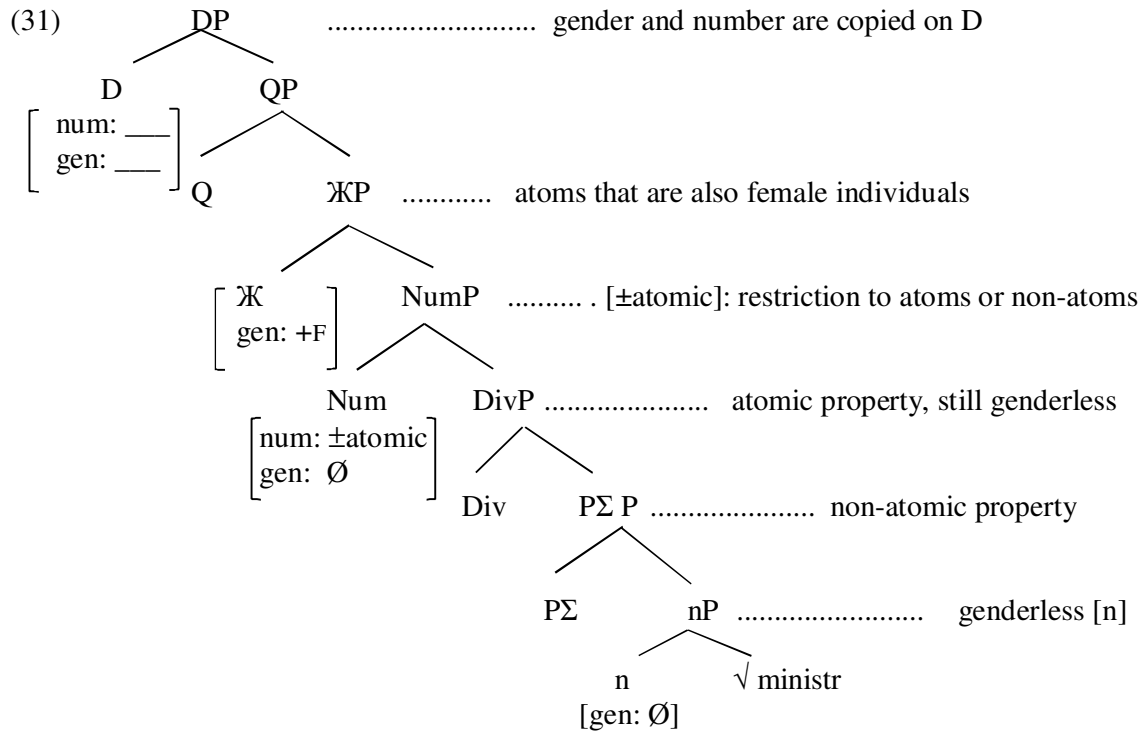 (31) DP ............................ gender and number are copied on D
D QP
num: ___
gen: ___
Q ЖP ............ atoms that are also female individuals
Ж NumP .......... . [±atomic]: restriction to atoms or non-atoms
gen: +F
Num DivP ...................... atomic property, still genderless
num: ±atomic
gen: Ø
Div PΣ P ...................... non-atomic property
PΣ nP ......................... genderless [n]
n √ ministr
[gen: Ø]